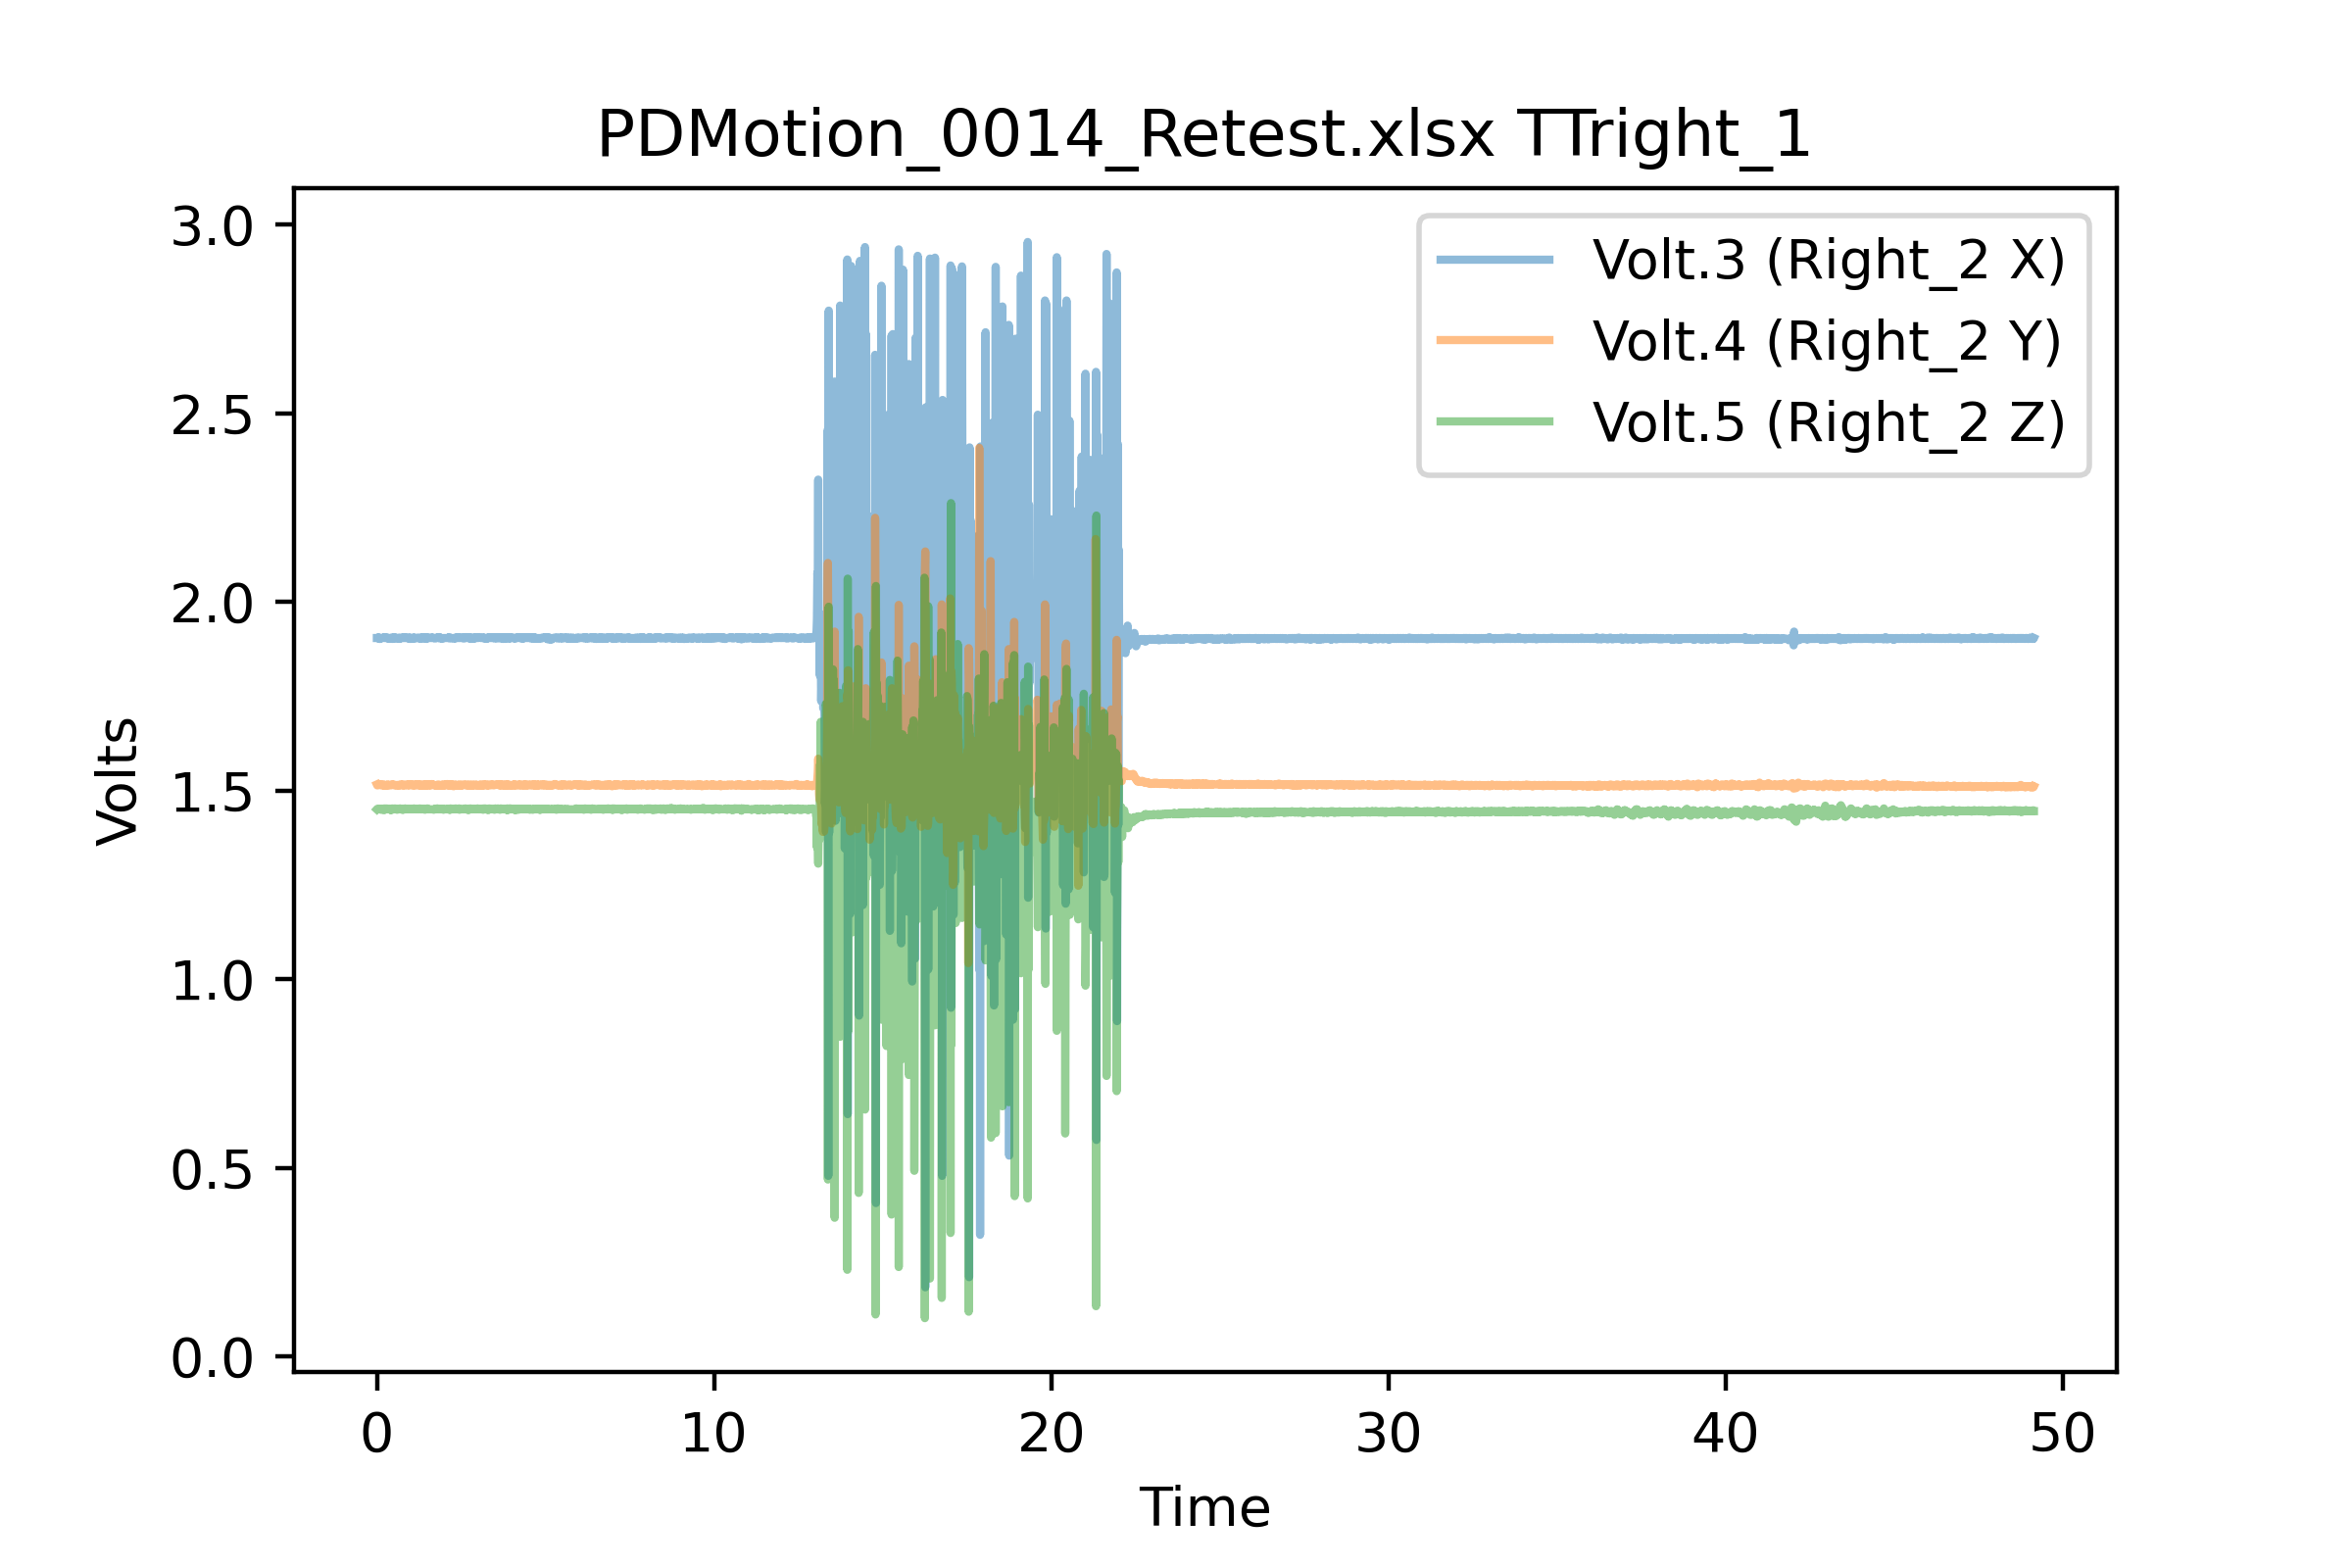 PDMotion_0014_Retest.xlsx TTright_1
3.0
2.5
2.0
1.5
1.0
0.5
0.0
Volts
Volt.3 (Right_2 X)
Volt.4 (Right_2 Y)
Volt.5 (Right_2 Z)
0 10 20 30 40 50
Time